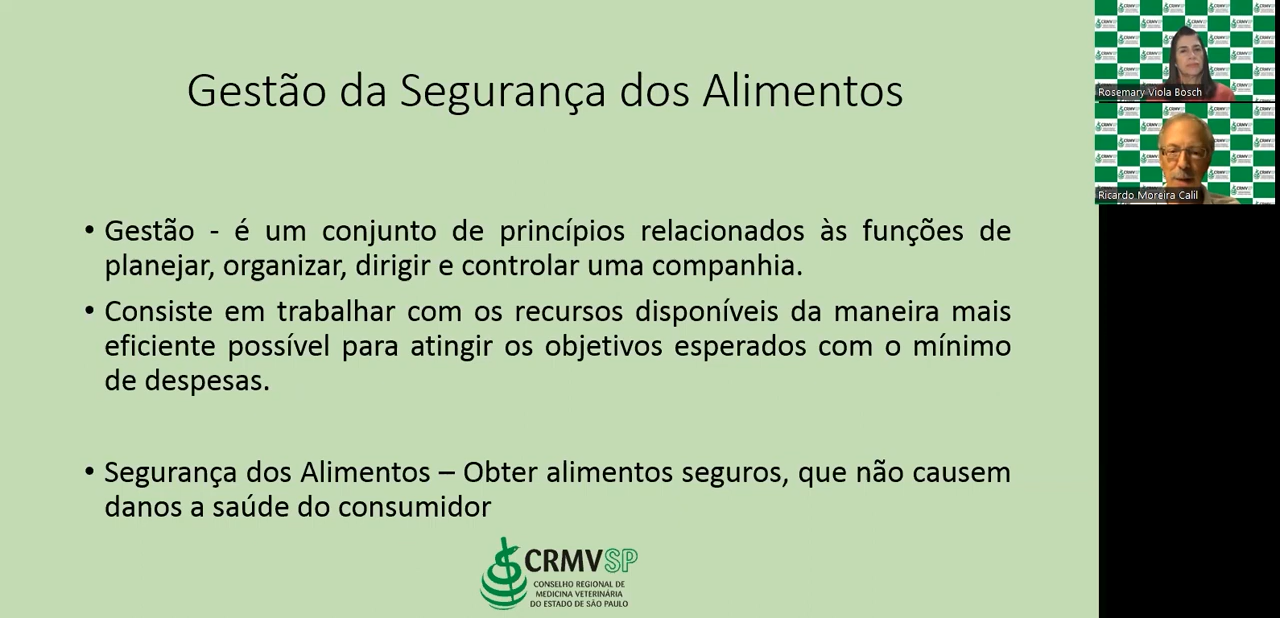 Gestão da Segurança dos Alimentos
• Gestão - é um conjunto de princípios relacionados às funções de
planejar, organizar, dirigir e controlar uma companhia.
• Consiste em trabalhar com os recursos disponíveis da maneira mais
eficiente possível para atingir os objetivos esperados com o mínimo
de despesas.
• Segurança dos Alimentos – Obter alimentos seguros, que não causem
danos a saúde do consumidor
CRMVSP
CONSELHO REGIONAL DE
MEDICINA VETERINÁRIA
DO ESTADO DE SÃO PAULO
Rosemary Viola Bosch
Ricardo Moreira Calil